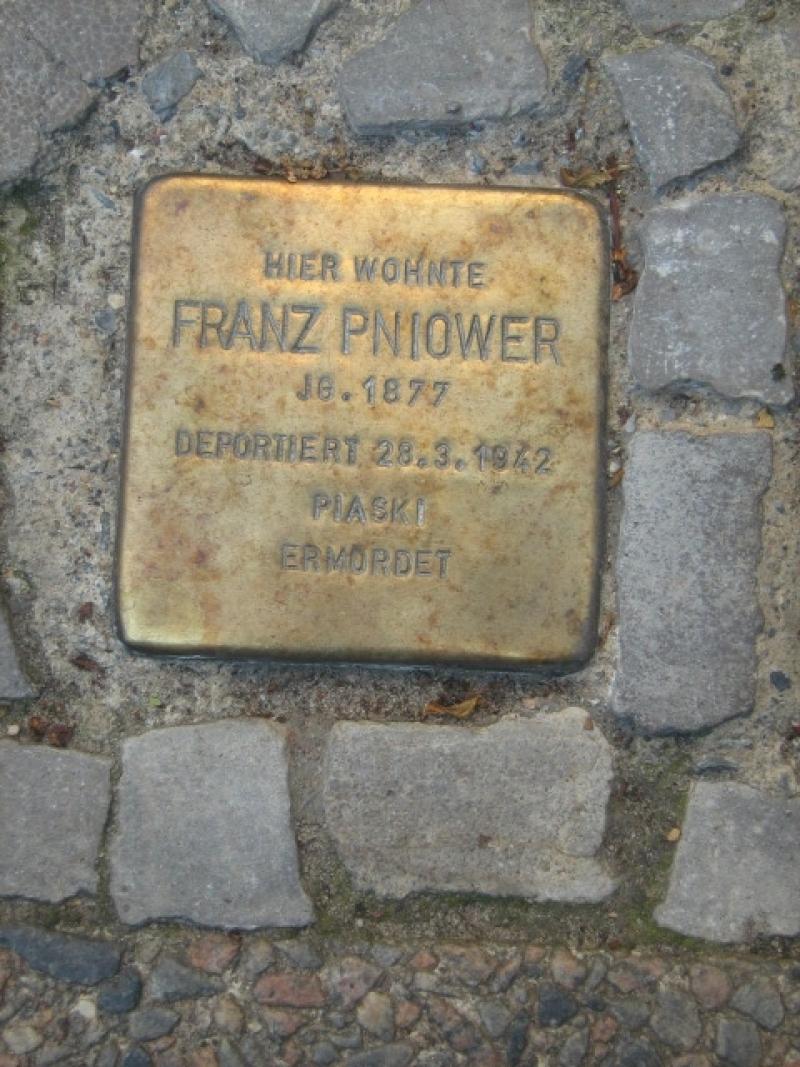 HIER WOHNTE
FRANZ PNIOWER
JG. 1877
DEPORTIERT 28.3.1942
PIASKI
ERMORDET